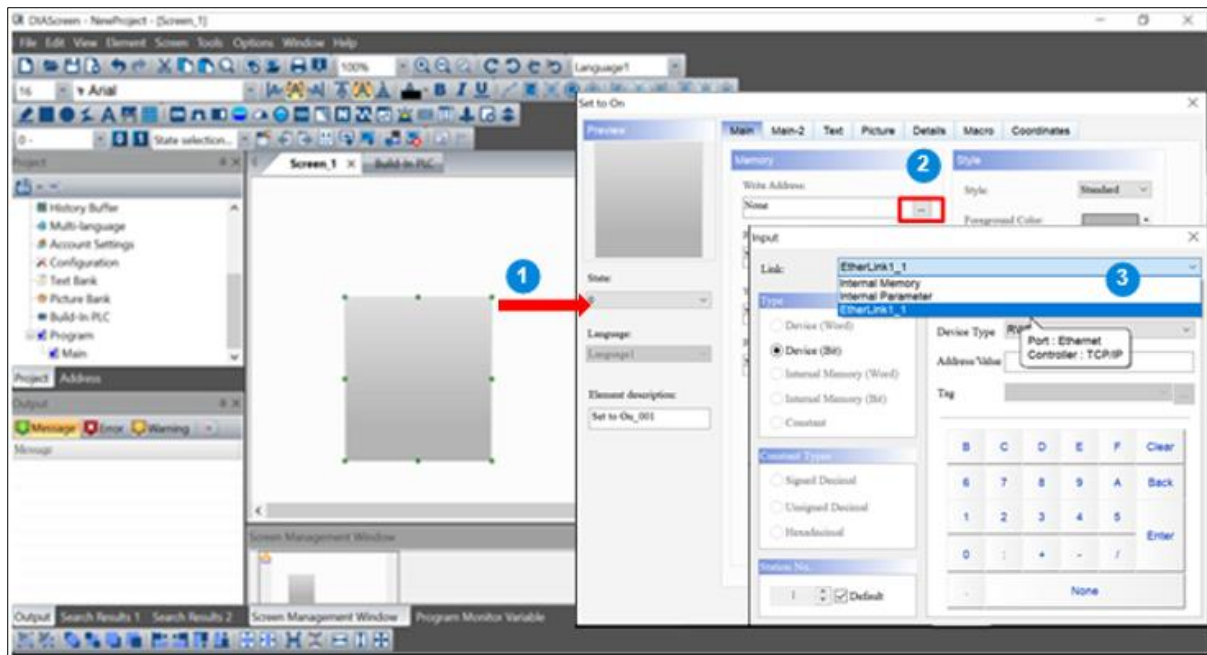 DIAScreen - NewProject - [Screen_1]
File Edit View Element Screen Tools Options Window Help
100%
Language1
16
Arial
B I U
0 -
State selection...
Project
History Buffer
Multi-language
Account Settings
Configuration
Text Bank
Picture Bank
Build-In PLC
Program
Main
Project Address
Output
Message Error Warning
Message
Output Search Results 1 Search Results 2
Screen_1 Build-In PLC
1
Screen Management Window
Screen Management Window Program Monitor Variable
Set to On
Preview
State
0
Language:
Language1
Element description:
Set to On_001
Main Main-2 Text Picture Details Macro Coordinates
Memory
2
Write Address:
None
...
Style
Style: Standard
Foreground Color:
Input
Link: EtherLink1_1
Internal Memory
Internal Parameter
EtherLink1_1
3
Port : Ethernet
Controller : TCP/IP
Type
Device (Word)
Device (Bit)
Internal Memory (Word)
Internal Memory (Bit)
Constant
Constant Types
Signed Decimal
Unsigned Decimal
Hexadecimal
Station No.
1 Default
Device Type
Address Value
Tag
B C D E F Clear
6 7 8 9 A Back
1 2 3 4 5 Enter
0 : + - /
. None